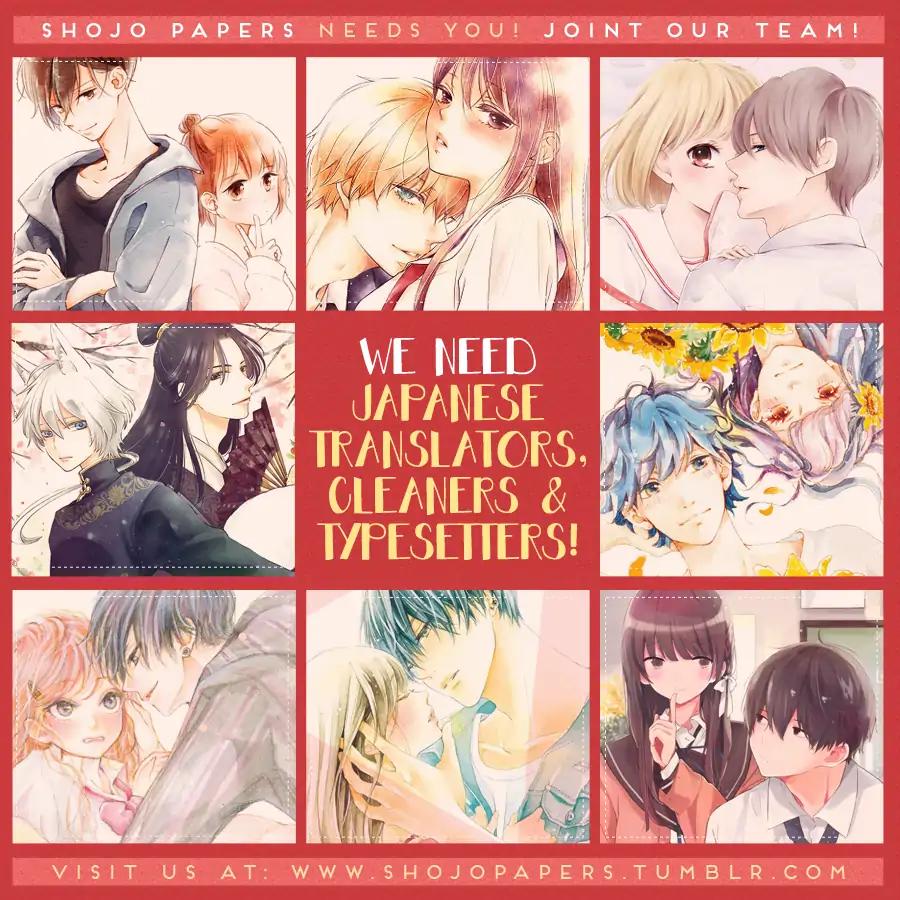 SHOJO PAPERS NEEDS YOU! JOINT OUR TEAM!
WE NEED
JAPANESE
TRANSLATORS,
CLEANERS &
TYPESETTERS!
VISIT US AT: WWW.SHOJOPAPERS.TUMBLR.COM